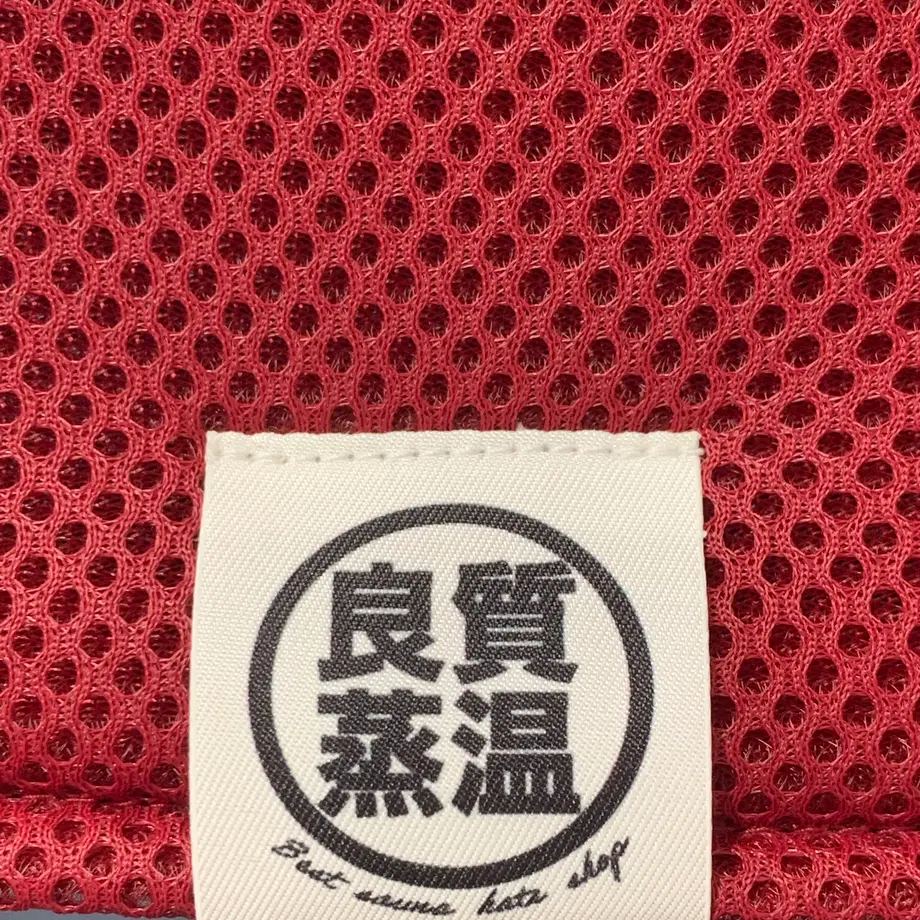 良質
蒸温
Best sauna hats shop